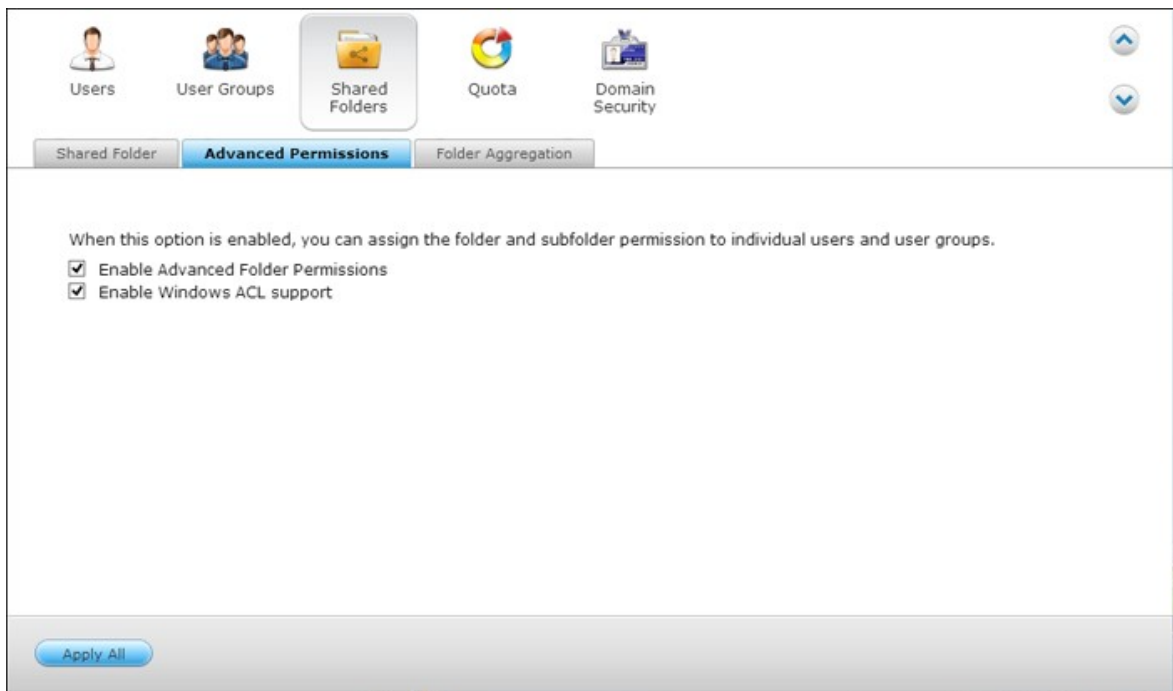 Users
User Groups
Shared
Folders
Quota
Domain
Security
Shared Folder
Advanced Permissions
Folder Aggregation
When this option is enabled, you can assign the folder and subfolder permission to individual users and user groups.
Enable Advanced Folder Permissions
Enable Windows ACL support
Apply All